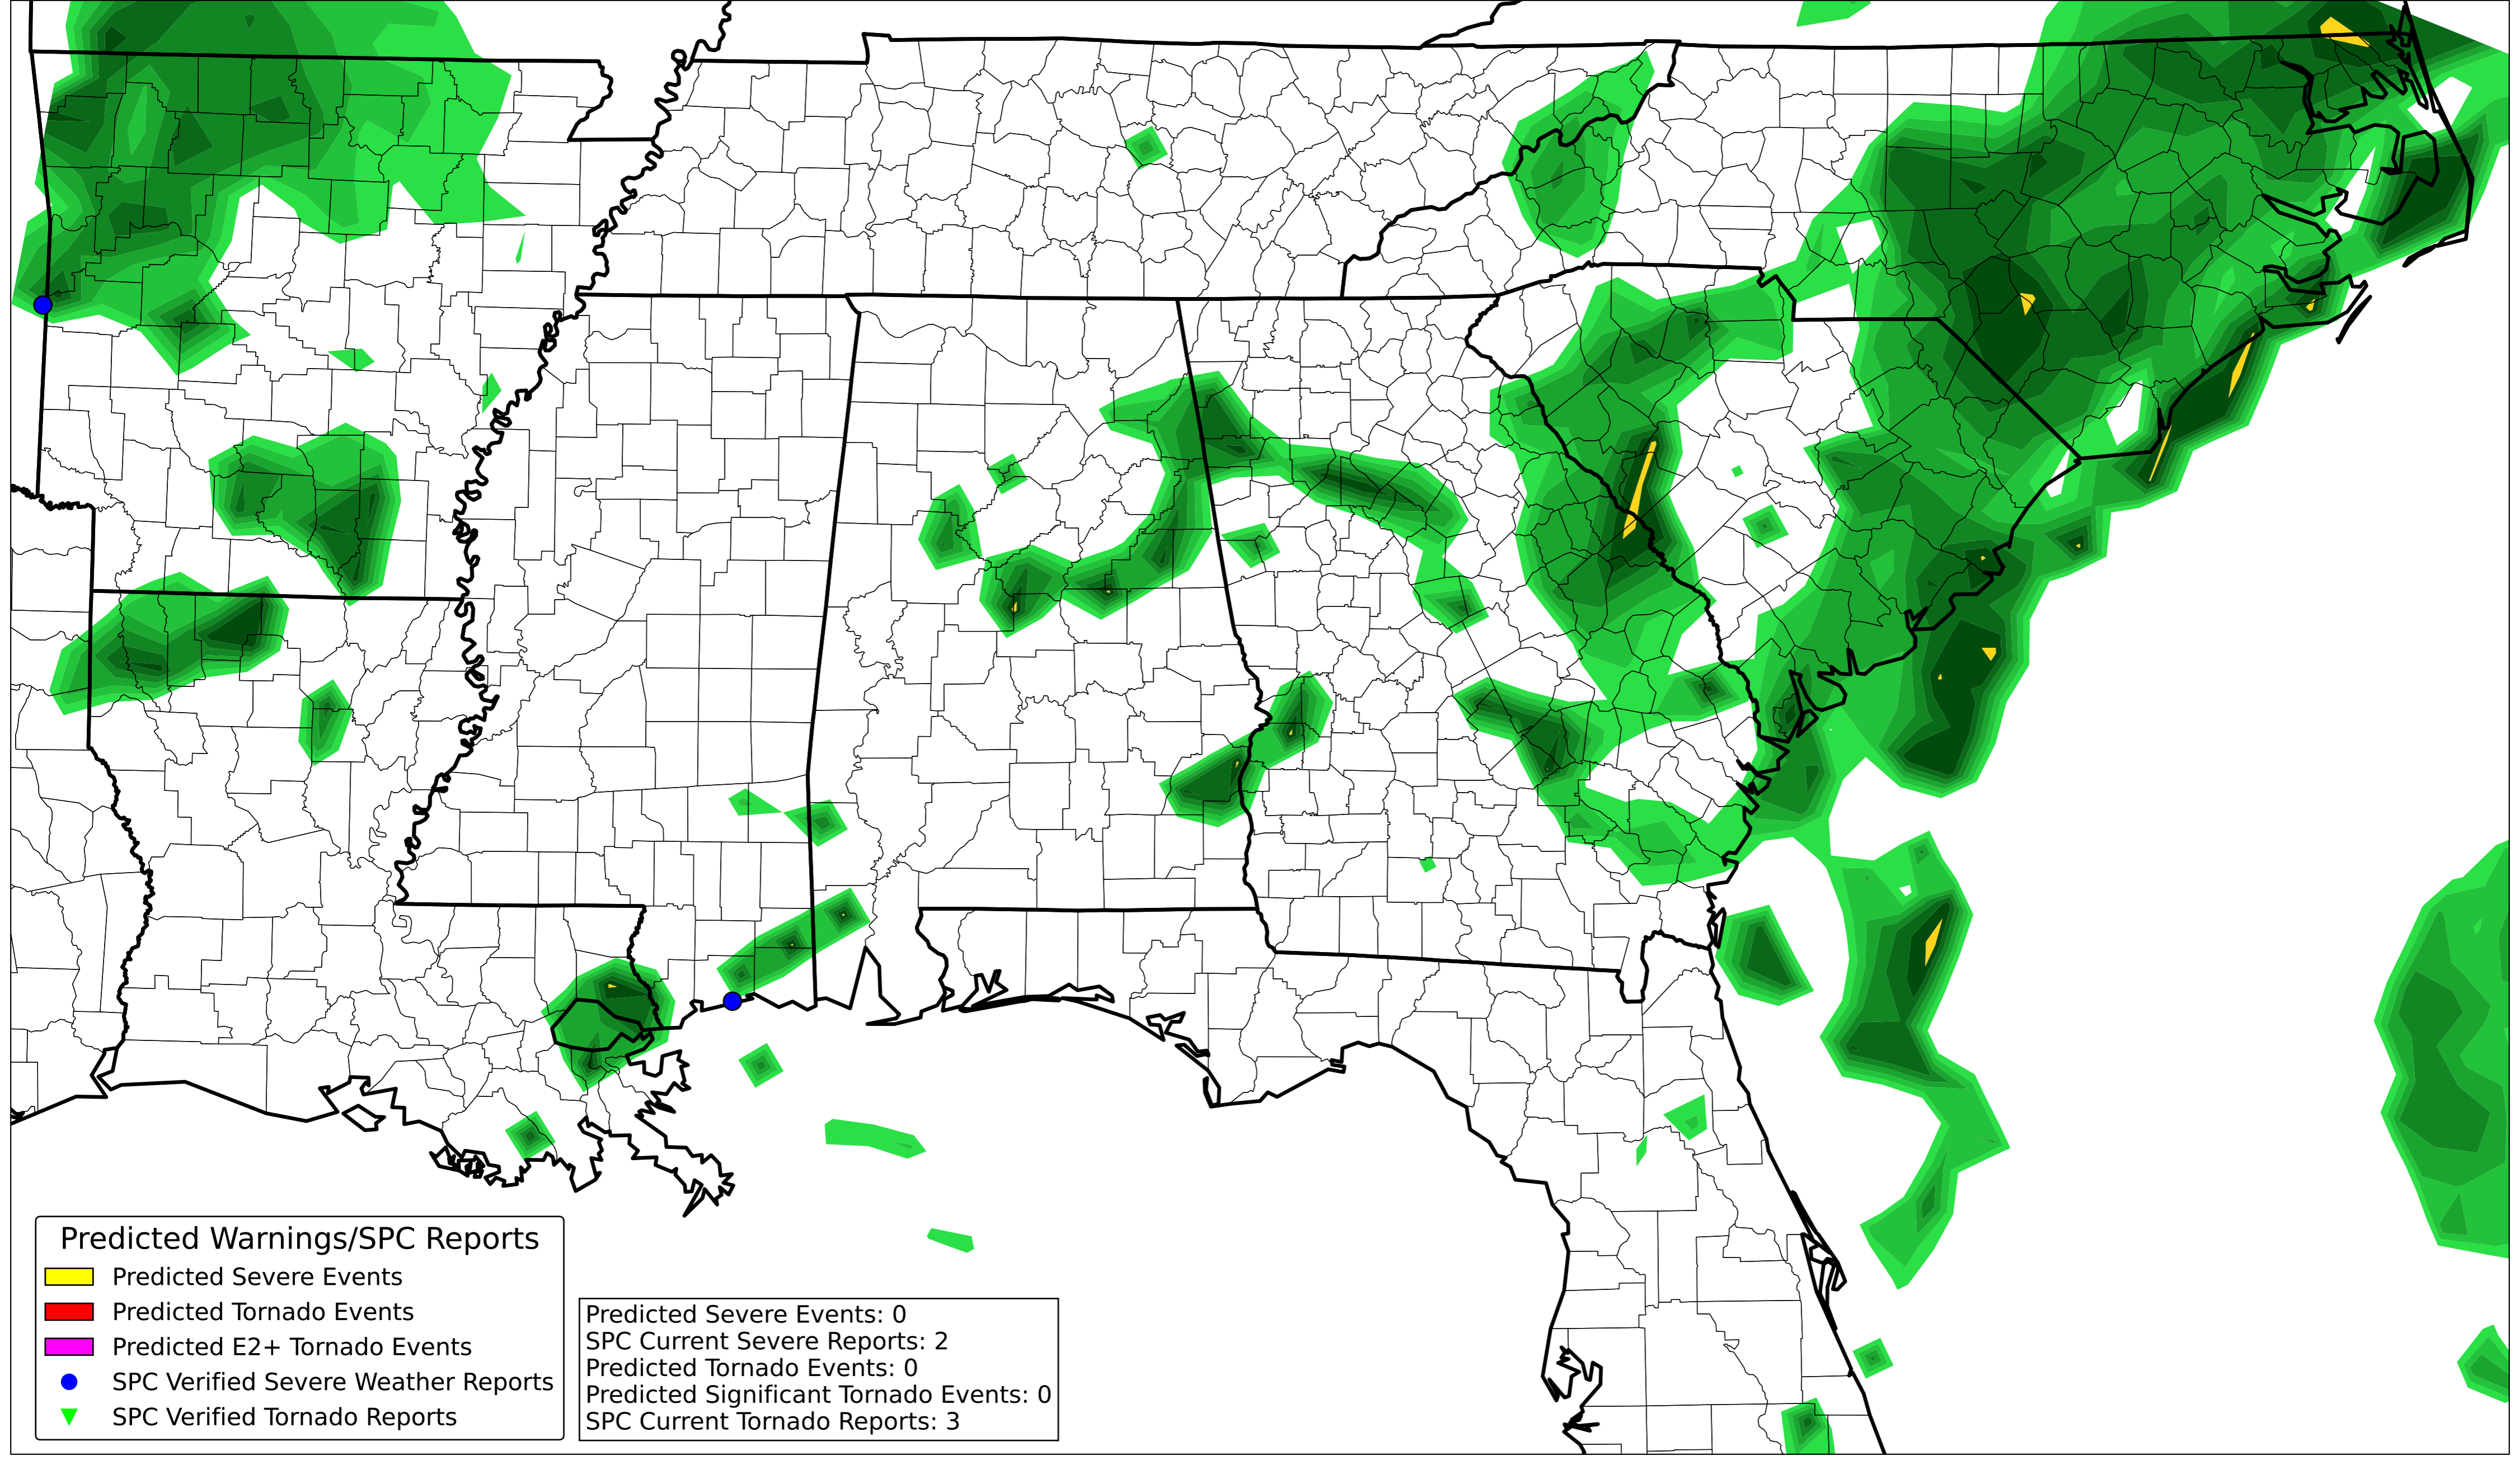 Predicted Warnings/SPC Reports
Predicted Severe Events
Predicted Tornado Events
Predicted E2+ Tornado Events
SPC Verified Severe Weather Reports
SPC Verified Tornado Reports
Predicted Severe Events: 0
SPC Current Severe Reports: 2
Predicted Tornado Events: 0
Predicted Significant Tornado Events: 0
SPC Current Tornado Reports: 3